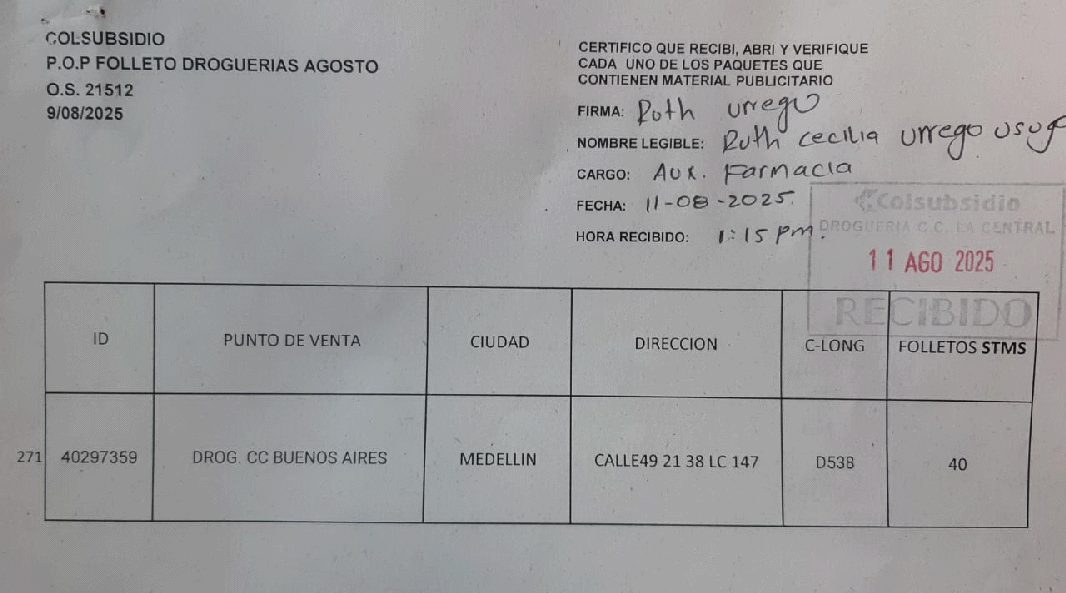 COLSUBSIDIO
P.O.P FOLLETO DROGUERIAS AGOSTO
O.S. 21512
9/08/2025
CERTIFICO QUE RECIBI, ABRI Y VERIFIQUE
CADA UNO DE LOS PAQUETES QUE
CONTIENEN MATERIAL PUBLICITARIO
FIRMA: Ruth urrego
NOMBRE LEGIBLE: Ruth cecilia urrego usuga
CARGO: Aux. Farmacia
FECHA: 11-08-2025.
HORA RECIBIDO: 1:15 pm.
Colsubsidio
DROGUERIA C.C. LA CENTRAL
11 AGO 2025
RECIBIDO
ID PUNTO DE VENTA CIUDAD DIRECCION C-LONG FOLLETOS STMS
271 40297359 DROG. CC BUENOS AIRES MEDELLIN CALLE49 21 38 LC 147 D53B 40